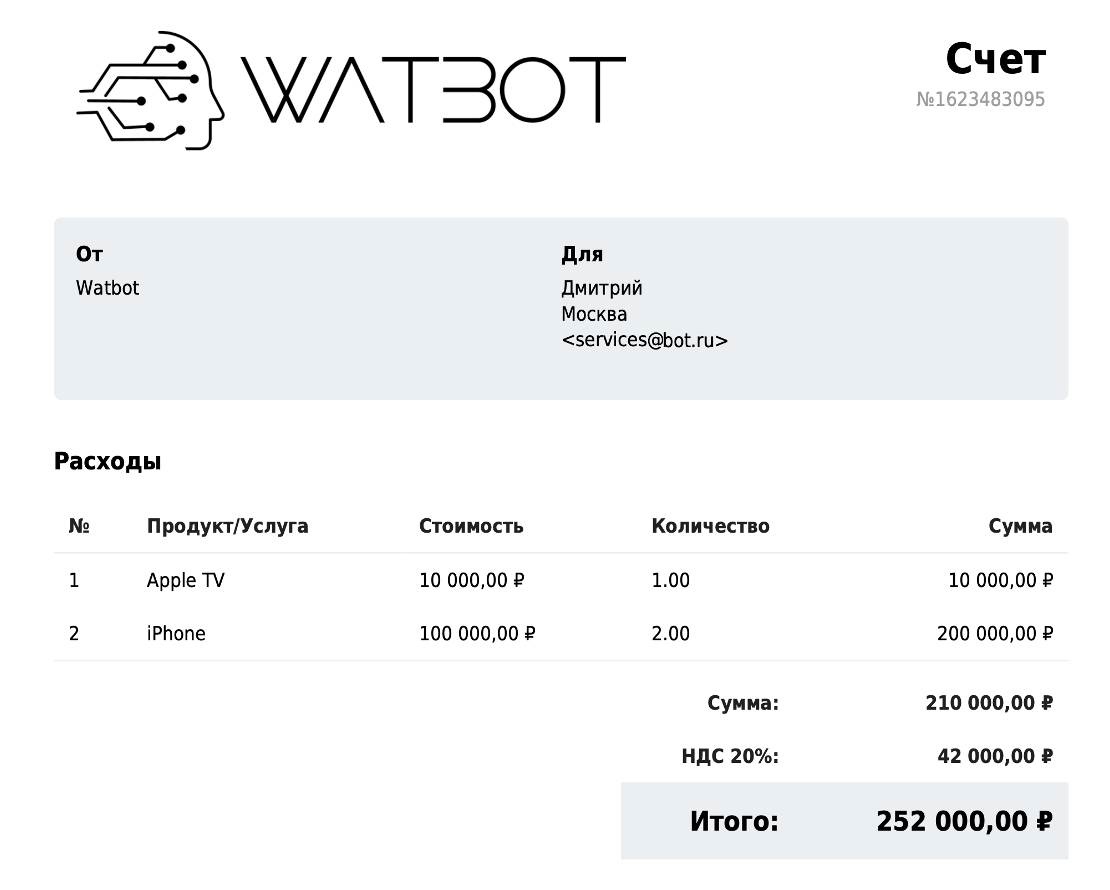 WATBOT
Счет
№1623483095
От
Watbot
Для
Дмитрий
Москва
<services@bot.ru>
Расходы
№ Продукт/Услуга Стоимость Количество Сумма
1 Apple TV 10 000,00 ₽ 1.00 10 000,00 ₽
2 iPhone 100 000,00 ₽ 2.00 200 000,00 ₽
Сумма: 210 000,00 ₽
НДС 20%: 42 000,00 ₽
Итого: 252 000,00 ₽